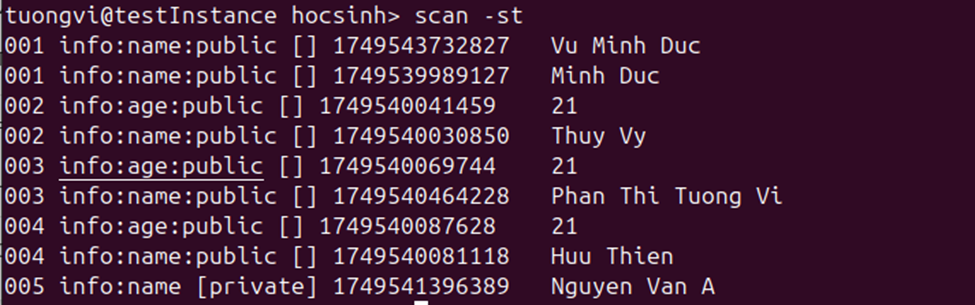 tuongvi@testInstance hocsinh> scan -st
001 info:name:public [] 1749543732827 Vu Minh Duc
001 info:name:public [] 1749539989127 Minh Duc
002 info:age:public [] 1749540041459 21
002 info:name:public [] 1749540030850 Thuy Vy
003 info:age:public [] 1749540069744 21
003 info:name:public [] 1749540464228 Phan Thi Tuong Vi
004 info:age:public [] 1749540087628 21
004 info:name:public [] 1749540081118 Huu Thien
005 info:name [private] 1749541396389 Nguyen Van A